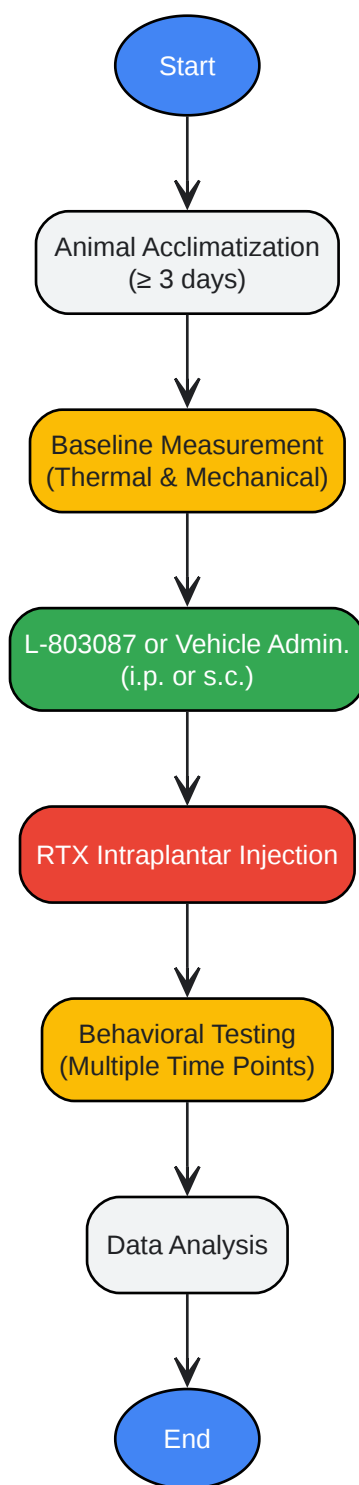 Start
Animal Acclimatization
(≥ 3 days)
Baseline Measurement
(Thermal & Mechanical)
L-803087 or Vehicle Admin.
(i.p. or s.c.)
RTX Intraplantar Injection
Behavioral Testing
(Multiple Time Points)
Data Analysis
End